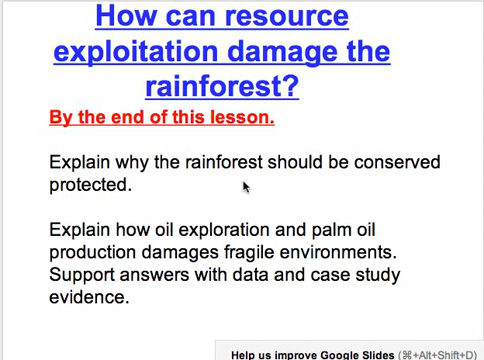 How can resource
exploitation damage the
rainforest?
By the end of this lesson.
Explain why the rainforest should be conserved
protected.
Explain how oil exploration and palm oil
production damages fragile environments.
Support answers with data and case study
evidence.
Help us improve Google Slides (⌘+Alt+Shift+D)